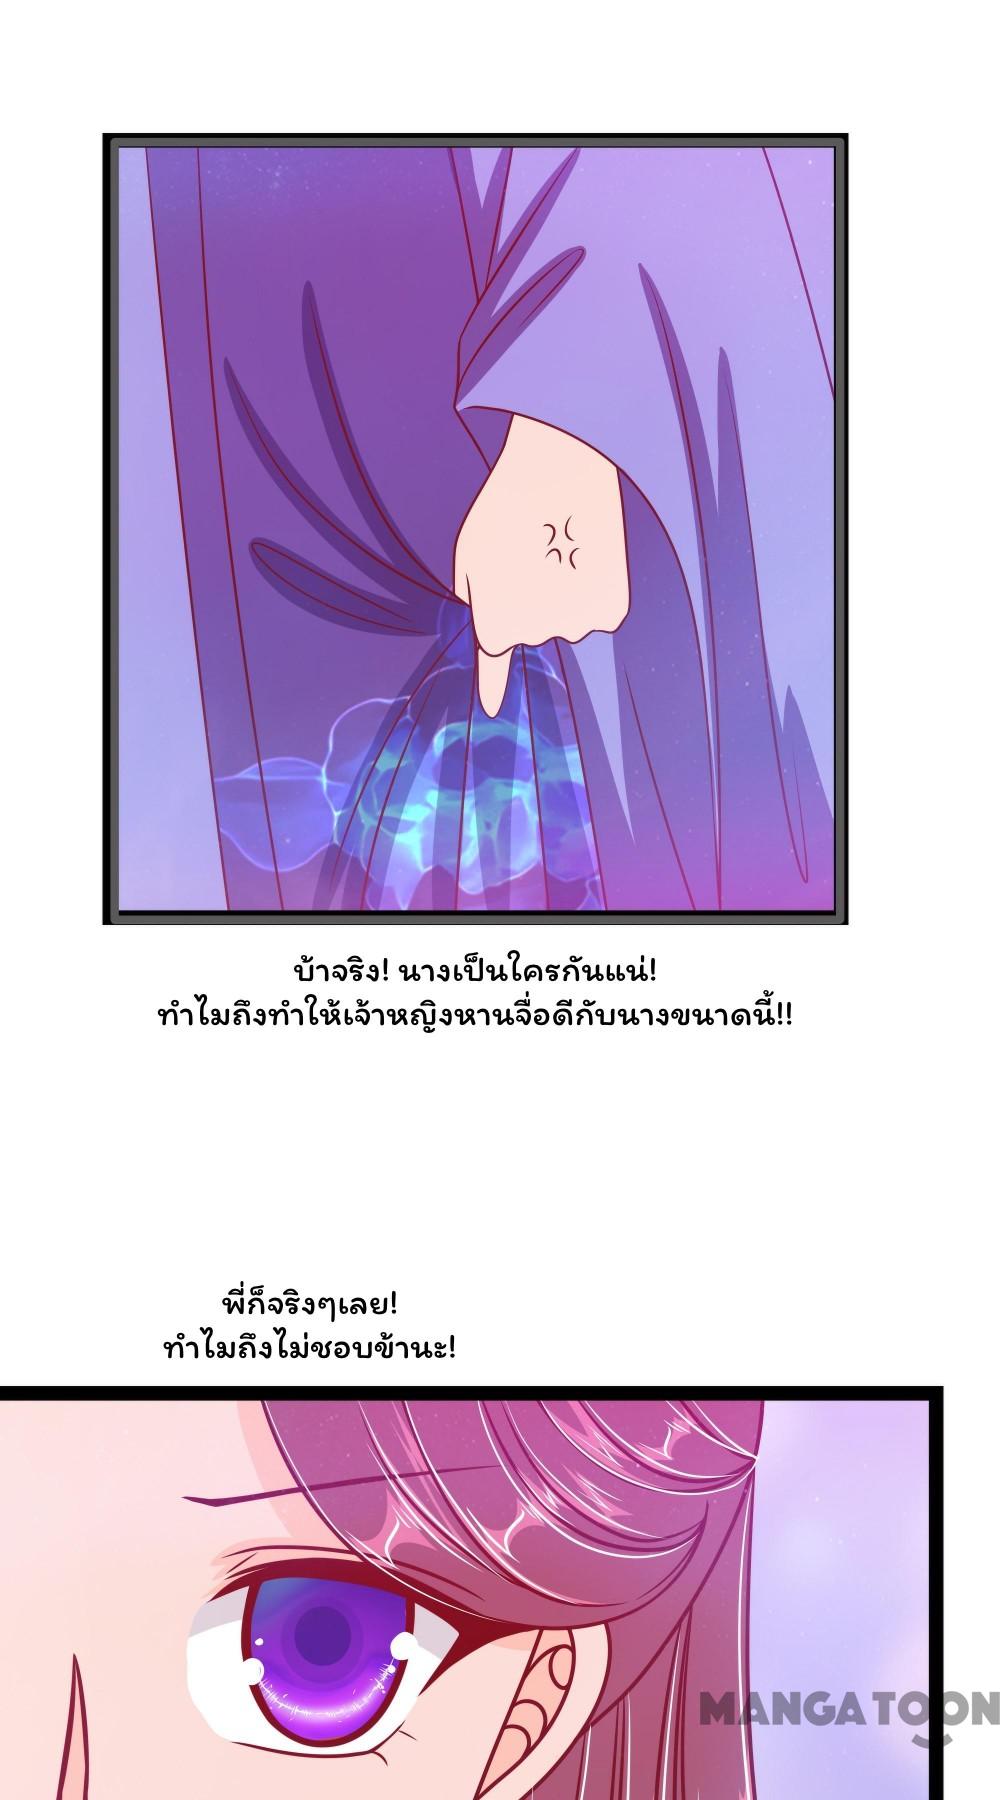 บ้าจริง! นางเป็นใครกันแน่!
ทำไมถึงทำให้เจ้าหญิงหานจื่อดีกับนางขนาดนี้!!
พี่ก็จริงๆเลย!
ทำไมถึงไม่ชอบข้านะ!
MANGATOON